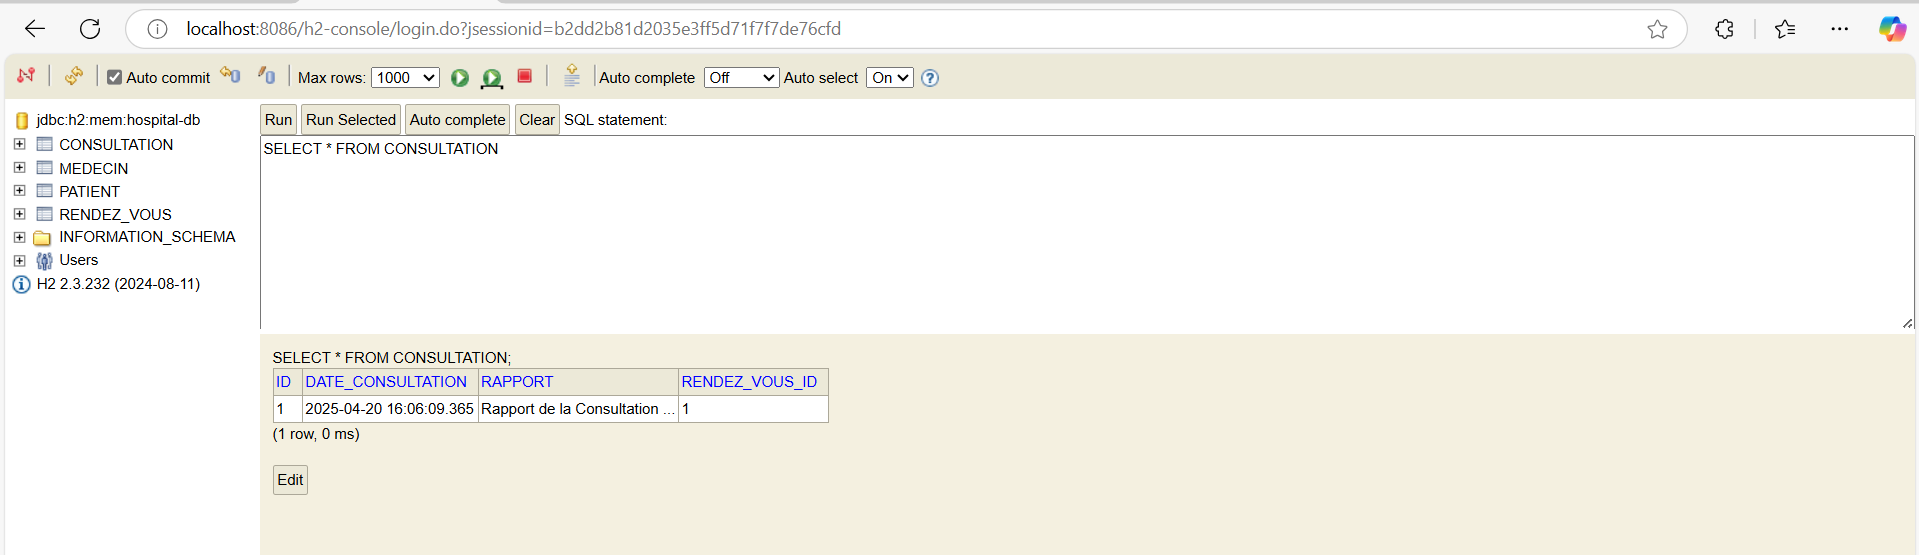 localhost:8086/h2-console/login.do?jsessionid=b2dd2b81d2035e3ff5d71f7f7de76cfd
Auto commit Max rows: 1000 Auto complete Off Auto select On
jdbc:h2:mem:hospital-db
CONSULTATION
MEDECIN
PATIENT
RENDEZ_VOUS
INFORMATION_SCHEMA
Users
H2 2.3.232 (2024-08-11)
Run Run Selected Auto complete Clear SQL statement:
SELECT * FROM CONSULTATION
SELECT * FROM CONSULTATION;
ID DATE_CONSULTATION RAPPORT RENDEZ_VOUS_ID
1 2025-04-20 16:06:09.365 Rapport de la Consultation ... 1
(1 row, 0 ms)
Edit